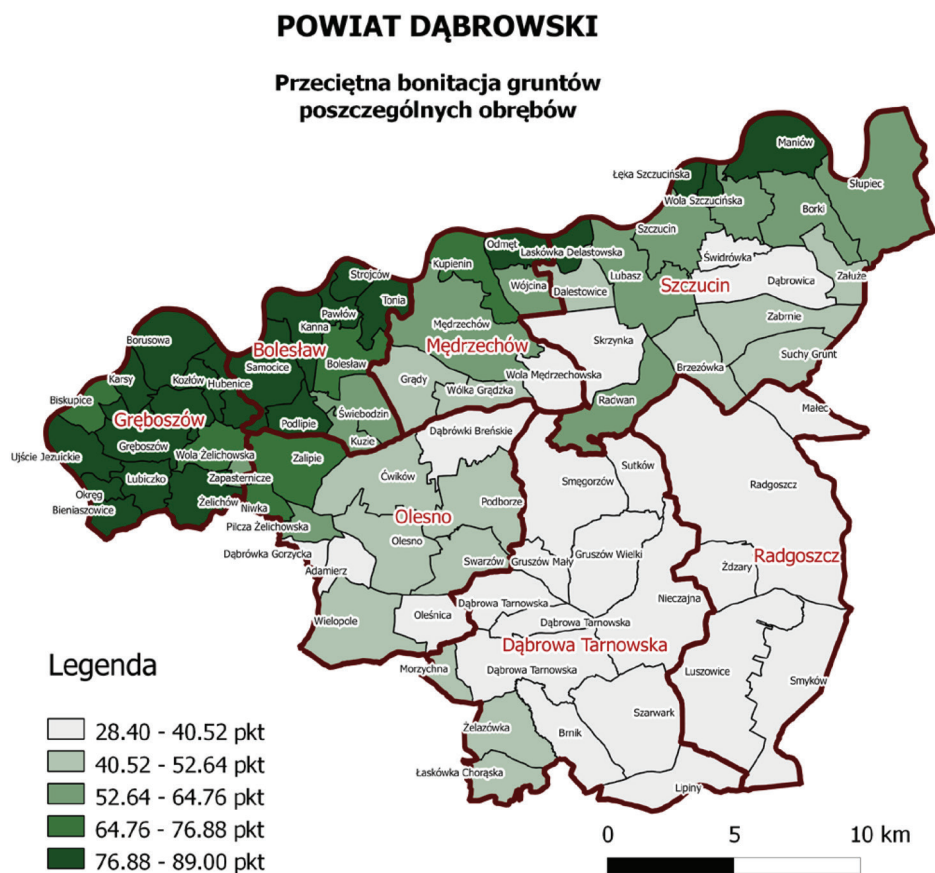 POWIAT DĄBROWSKI
Przeciętna bonitacja gruntów
poszczególnych obrębów
Maniów
Łęka Szczucińska
Słupiec
Wola Szczucińska
Borki
Szczucin
Odmęt
Laskówka Delastowska
Kupienin
Świdrówka
Strojców
Lubasz
Załuże
Dąbrowica
Szczucin
Wójcina
Dalestowice
Tonia
Pawłów
Kanna
Zabrnie
Mędrzechów
Borusowa
Skrzynka
Mędrzechów
Bolesław
Suchy Grunt
Samocice
Bolesław
Brzezówka
Wola Mędrzechowska
Karsy
Kozłów
Hubenice
Grądy
Wólka Grądzka
Biskupice
Radwan
Malec
Świebodzin
Gręboszów
Podlipie
Dąbrówki Breńskie
Kuzie
Gręboszów
Ujście Jezuickie
Wola Żelichowska
Zalipie
Sutków
Ćwików
Smęgorzów
Lubiczko
Zapasternicze
Radgoszcz
Okręg
Podborze
Żelichów
Niwka
Bieniaszowice
Olesno
Pilcza Żelichowska
Olesno
Dąbrówka Gorzycka
Gruszów Wielki
Radgoszcz
Swarzów
Gruszów Mały
Żdzary
Adamierz
Nieczajna
Dąbrowa Tarnowska
Oleśnica
Wielopole
Dąbrowa Tarnowska
Dąbrowa Tarnowska
Morzychna
Dąbrowa Tarnowska
Luszowice
Smyków
Szarwark
Żelazówka
Brnik
Łaskówka Chorąska
Lipiny
Legenda
28.40 - 40.52 pkt
40.52 - 52.64 pkt
52.64 - 64.76 pkt
64.76 - 76.88 pkt
76.88 - 89.00 pkt
0 5 10 km